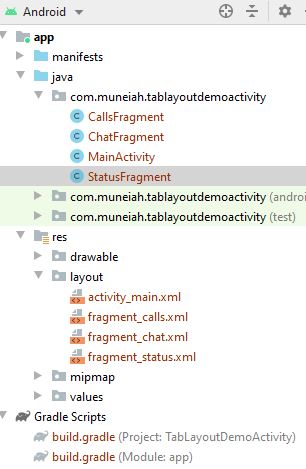 Android
app
manifests
java
com.muneiah.tablayoutdemoactivity
CallsFragment
ChatFragment
MainActivity
StatusFragment
com.muneiah.tablayoutdemoactivity (androi
com.muneiah.tablayoutdemoactivity (test)
res
drawable
layout
activity_main.xml
fragment_calls.xml
fragment_chat.xml
fragment_status.xml
mipmap
values
Gradle Scripts
build.gradle (Project: TabLayoutDemoActivity)
build.gradle (Module: app)